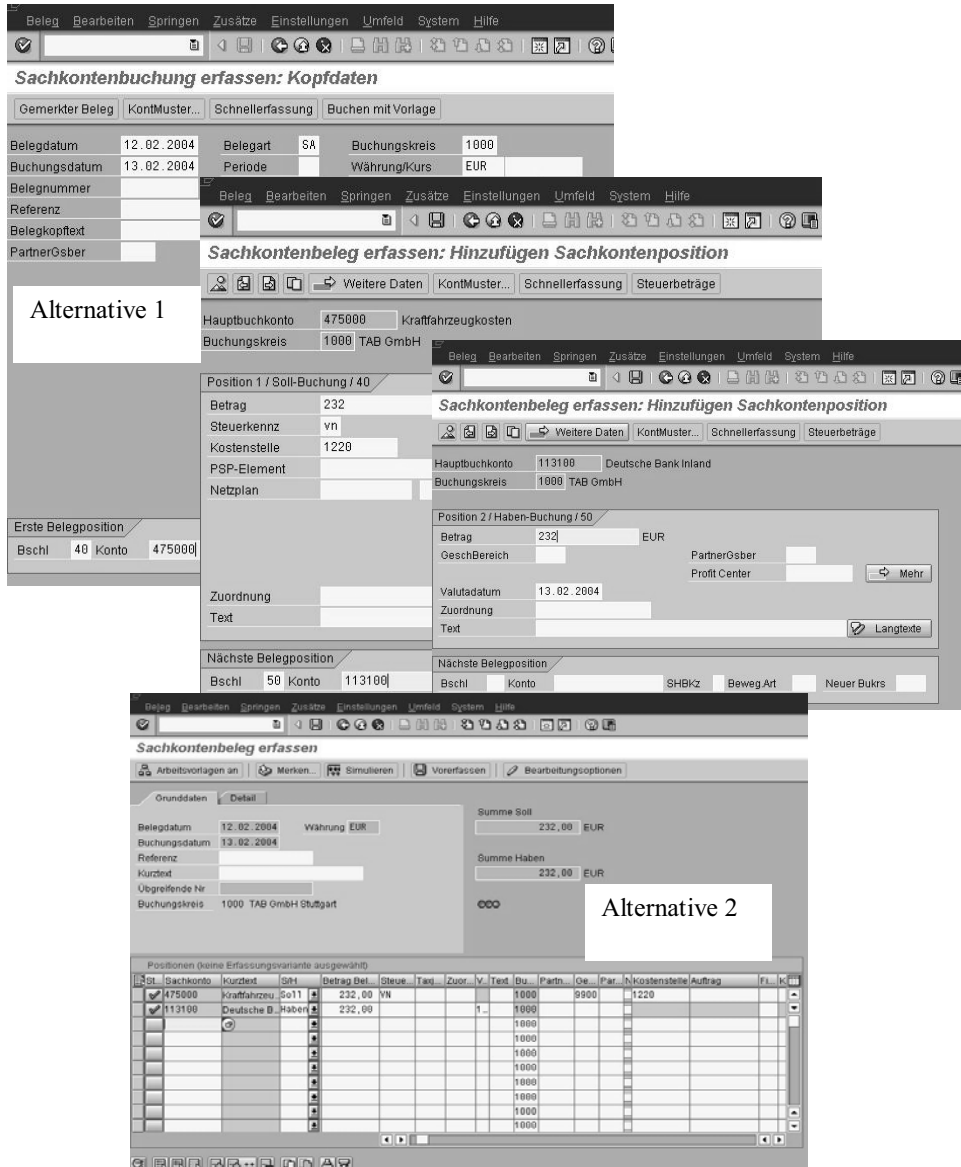 Beleg Bearbeiten Springen Zusätze Einstellungen Umfeld System Hilfe
Sachkontenbuchung erfassen: Kopfdaten
Gemerkter Beleg KontMuster... Schnellerfassung Buchen mit Vorlage
Belegdatum 12.02.2004 Belegart SA Buchungskreis 1000
Buchungsdatum 13.02.2004 Periode Währung/Kurs EUR
Belegnummer
Referenz
Belegkopftext
PartnerGsber
Alternative 1
Erste Belegposition
Bschl 40 Konto 475000
Beleg Bearbeiten Springen Zusätze Einstellungen Umfeld System Hilfe
Sachkontenbeleg erfassen: Hinzufügen Sachkontenposition
Weitere Daten KontMuster... Schnellerfassung Steuerbeträge
Hauptbuchkonto 475000 Kraftfahrzeugkosten
Buchungskreis 1000 TAB GmbH
Position 1 / Soll-Buchung / 40
Betrag 232
Steuerkennz vn
Kostenstelle 1220
PSP-Element
Netzplan
Zuordnung
Text
Nächste Belegposition
Bschl 50 Konto 113100
Beleg Bearbeiten Springen Zusätze Einstellungen Umfeld System Hilfe
Sachkontenbeleg erfassen: Hinzufügen Sachkontenposition
Weitere Daten KontMuster... Schnellerfassung Steuerbeträge
Hauptbuchkonto 113100 Deutsche Bank Inland
Buchungskreis 1000 TAB GmbH
Position 2 / Haben-Buchung / 50
Betrag 232 EUR
GeschBereich PartnerGsber
Profit Center Mehr
Valutadatum 13.02.2004
Zuordnung
Text Langtexte
Nächste Belegposition
Bschl Konto SHBKz Beweg.Art Neuer Bukrs
Beleg Bearbeiten Springen Zusätze Einstellungen Umfeld System Hilfe
Sachkontenbeleg erfassen
Arbeitsvorlagen an Merken... Simulieren Vorerfassen Bearbeitungsoptionen
Grunddaten Detail
Belegdatum 12.02.2004 Währung EUR
Buchungsdatum 13.02.2004
Referenz
Kurztext
Übgreifende Nr
Buchungskreis 1000 TAB GmbH Stuttgart
Summe Soll
232,00 EUR
Summe Haben
232,00 EUR
Alternative 2
Positionen (keine Erfassungsvariante ausgewählt)
St.. Sachkonto Kurztext S/H Betrag Bel... Steue.. Taxj... Zuor... V.. Text Bu... Partn... Ge... Par... N Kostenstelle Auftrag Fi... K
475000 Kraftfahrzeu.. Soll 232,00 VN 1000 9900 1220
113100 Deutsche B.. Haben 232,00 1.. 1000
1000
1000
1000
1000
1000
1000
1000
1000